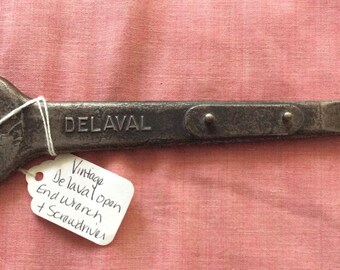 DELAVAL
Vintage
Delaval open
End wrench
+ Screwdriver